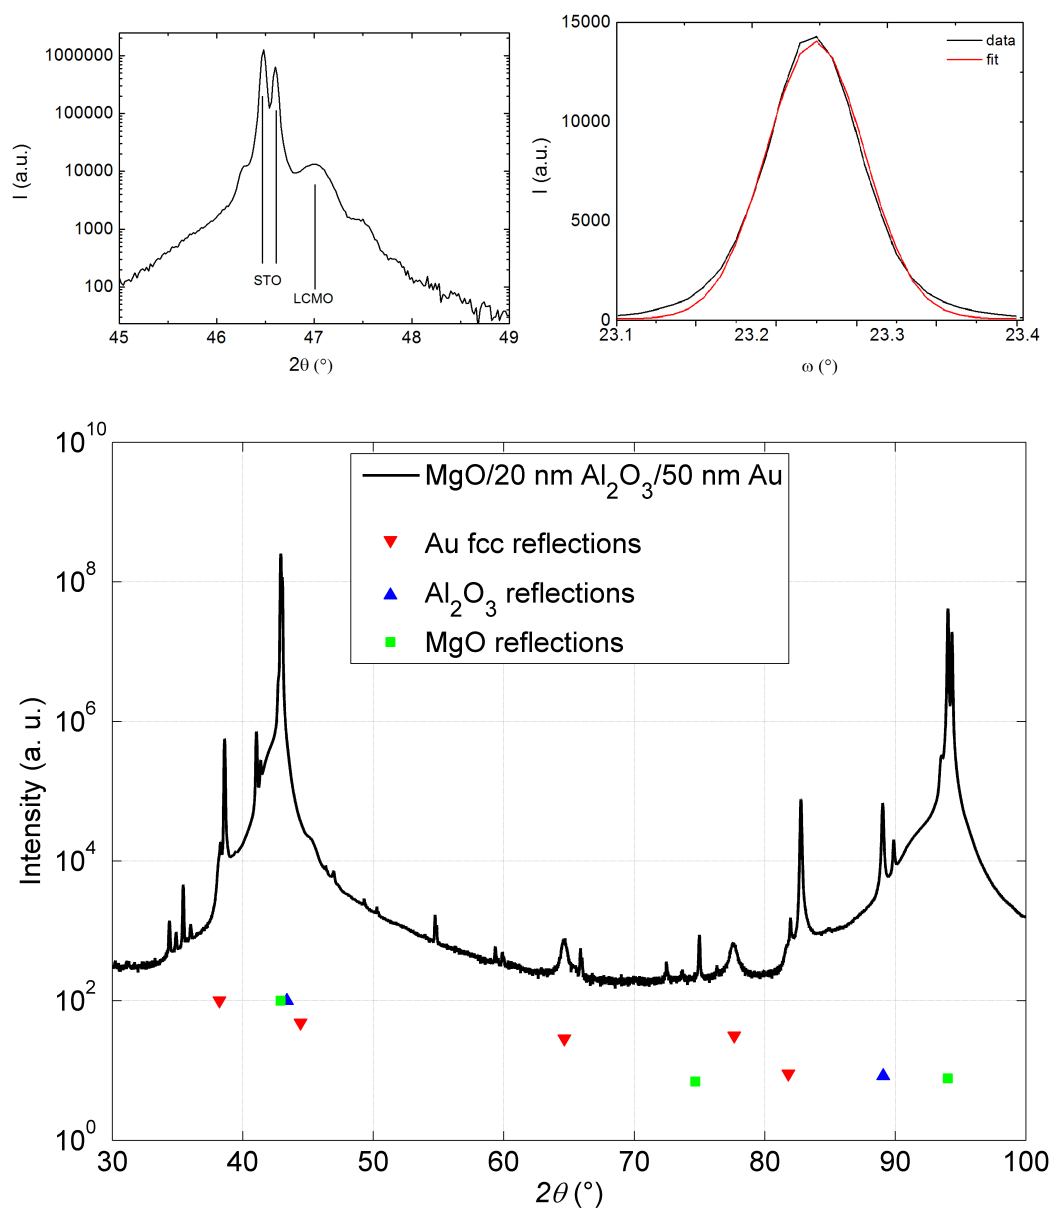 1000000
100000
10000
1000
100
I (a.u.)
STO
LCMO
45
46
47
48
49
2θ (°)
15000
10000
5000
0
I (a.u.)
data
fit
23.1
23.2
23.3
23.4
ω (°)
10^10
10^8
10^6
10^4
10^2
10^0
Intensity (a. u.)
MgO/20 nm Al₂O₃/50 nm Au
Au fcc reflections
Al₂O₃ reflections
MgO reflections
30
40
50
60
70
80
90
100
2θ (°)